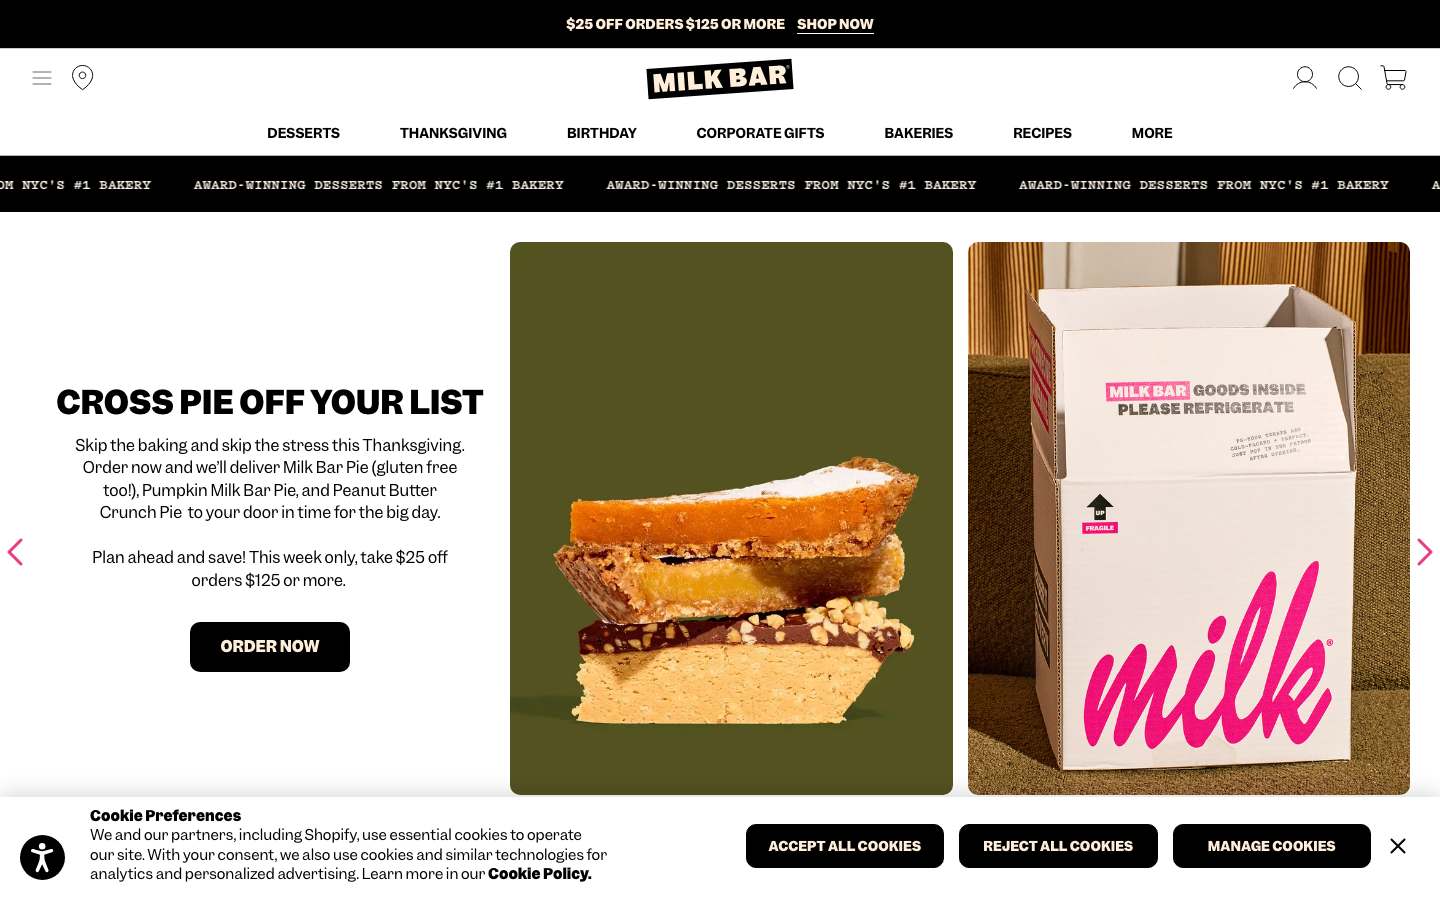 $25 OFF ORDERS $125 OR MORE SHOP NOW
MILK BAR
DESSERTS THANKSGIVING BIRTHDAY CORPORATE GIFTS BAKERIES RECIPES MORE
OM NYC'S #1 BAKERY AWARD-WINNING DESSERTS FROM NYC'S #1 BAKERY AWARD-WINNING DESSERTS FROM NYC'S #1 BAKERY AWARD-WINNING DESSERTS FROM NYC'S #1 BAKERY A
CROSS PIE OFF YOUR LIST
Skip the baking and skip the stress this Thanksgiving.
Order now and we'll deliver Milk Bar Pie (gluten free
too!), Pumpkin Milk Bar Pie, and Peanut Butter
Crunch Pie to your door in time for the big day.
Plan ahead and save! This week only, take $25 off
orders $125 or more.
ORDER NOW
MILK BAR GOODS INSIDE
PLEASE REFRIGERATE
UP
FRAGILE
milk®
Cookie Preferences
We and our partners, including Shopify, use essential cookies to operate
our site. With your consent, we also use cookies and similar technologies for
analytics and personalized advertising. Learn more in our Cookie Policy.
ACCEPT ALL COOKIES REJECT ALL COOKIES MANAGE COOKIES